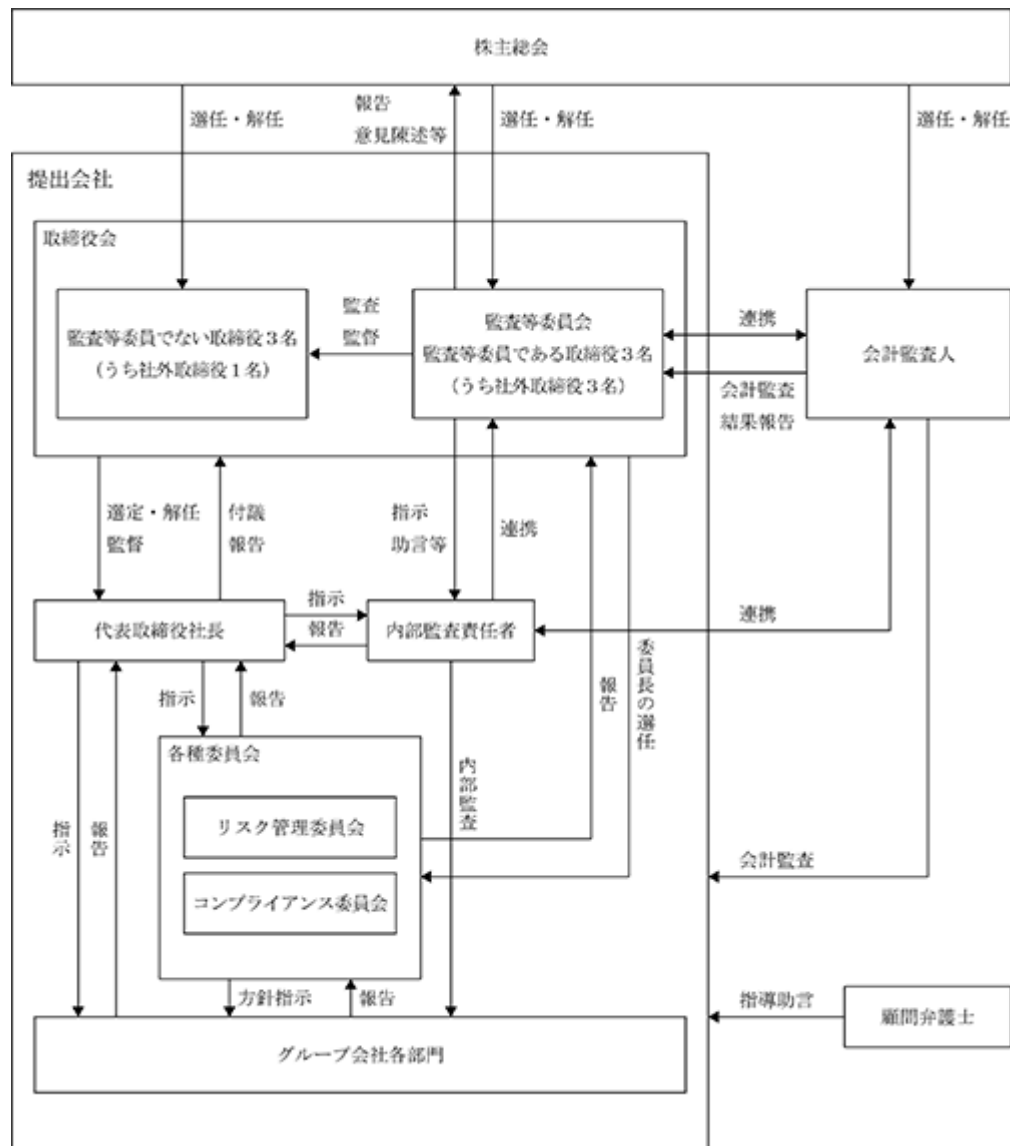 株主総会
選任・解任
報告
意見陳述等
選任・解任
選任・解任
提出会社
取締役会
監査等委員でない取締役3名
(うち社外取締役1名)
監査
監督
監査等委員会
監査等委員である取締役3名
(うち社外取締役3名)
連携
会計監査
結果報告
会計監査人
選定・解任
監督
付議
報告
指示
助言等
連携
代表取締役社長
指示
報告
内部監査責任者
連携
指示
報告
報告
委員長の選任
各種委員会
リスク管理委員会
コンプライアンス委員会
内部監査
指示
報告
会計監査
方針指示
報告
指導助言
顧問弁護士
グループ会社各部門